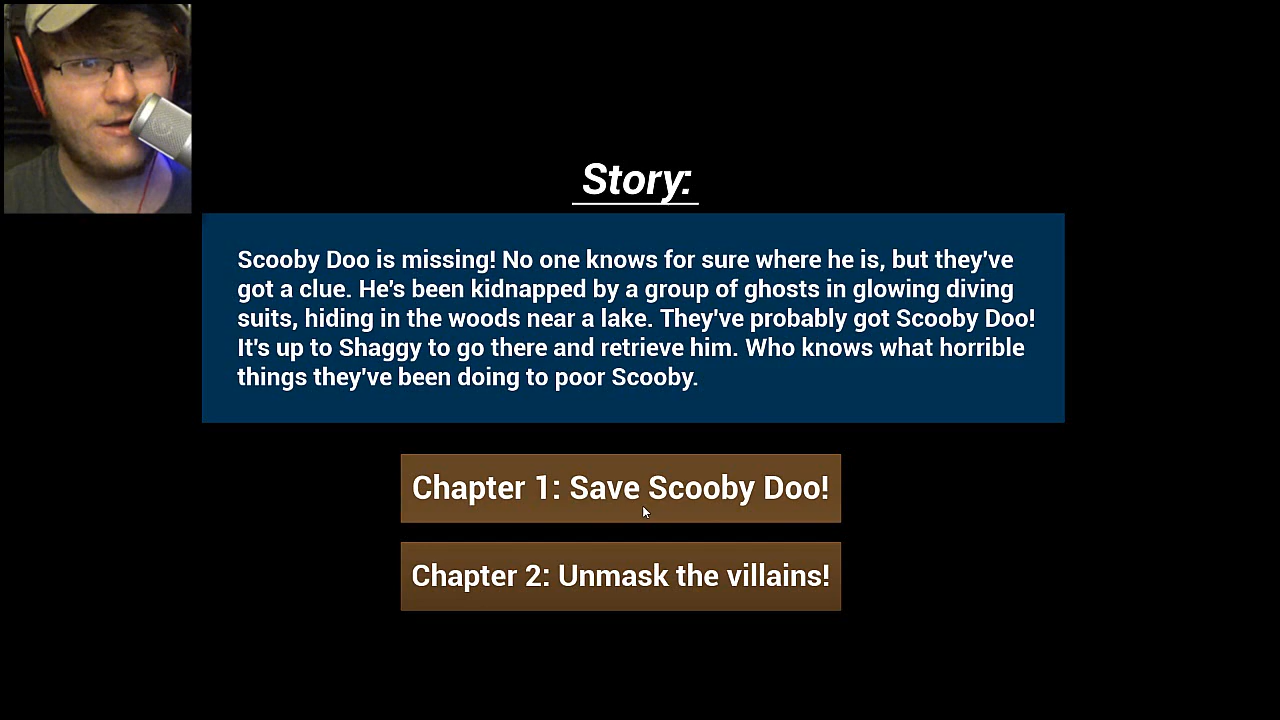 Story:
Scooby Doo is missing! No one knows for sure where he is, but they've
got a clue. He's been kidnapped by a group of ghosts in glowing diving
suits, hiding in the woods near a lake. They've probably got Scooby Doo!
It's up to Shaggy to go there and retrieve him. Who knows what horrible
things they've been doing to poor Scooby.
Chapter 1: Save Scooby Doo!
Chapter 2: Unmask the villains!